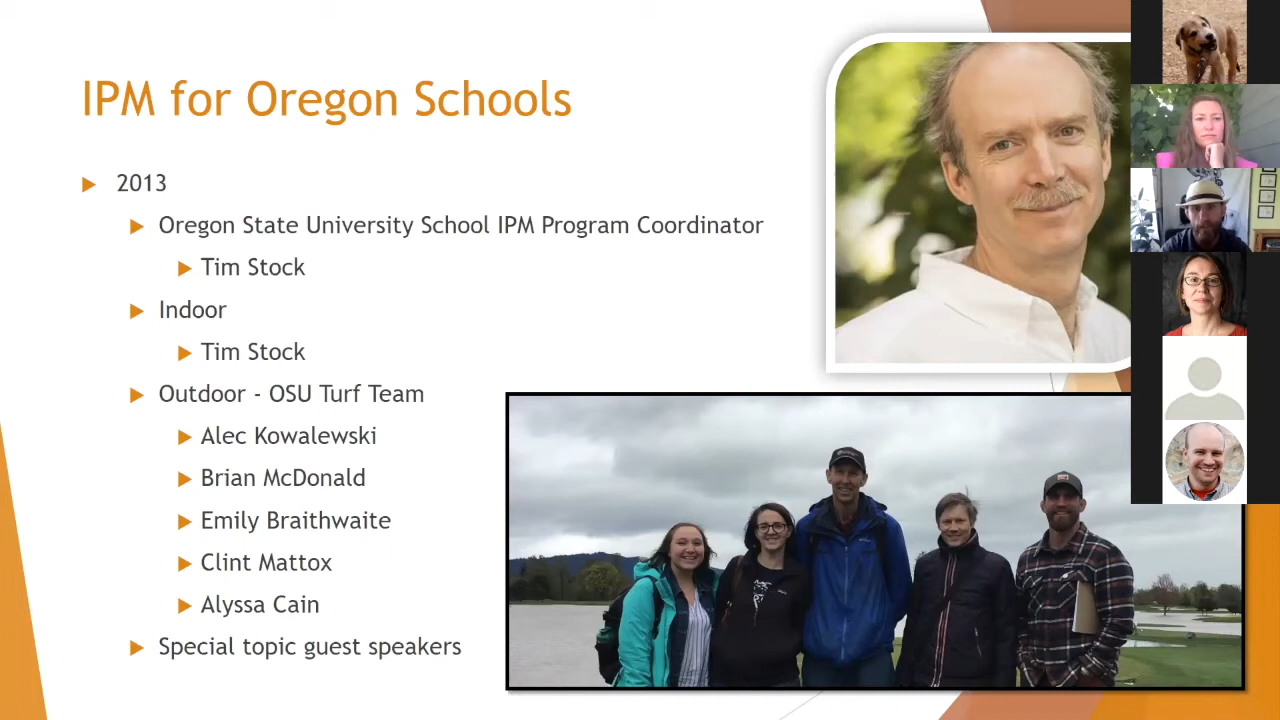 IPM for Oregon Schools
2013
Oregon State University School IPM Program Coordinator
Tim Stock
Indoor
Tim Stock
Outdoor - OSU Turf Team
Alec Kowalewski
Brian McDonald
Emily Braithwaite
Clint Mattox
Alyssa Cain
Special topic guest speakers